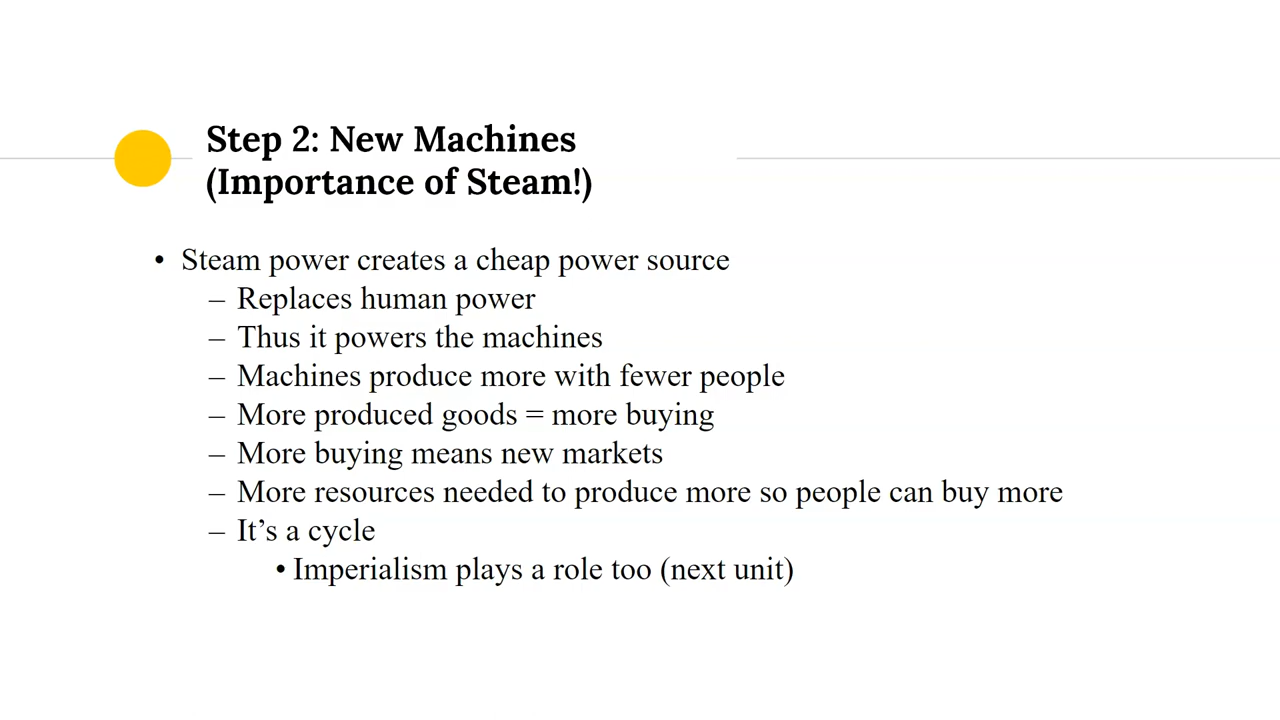 Step 2: New Machines
(Importance of Steam!)
• Steam power creates a cheap power source
– Replaces human power
– Thus it powers the machines
– Machines produce more with fewer people
– More produced goods = more buying
– More buying means new markets
– More resources needed to produce more so people can buy more
– It’s a cycle
• Imperialism plays a role too (next unit)